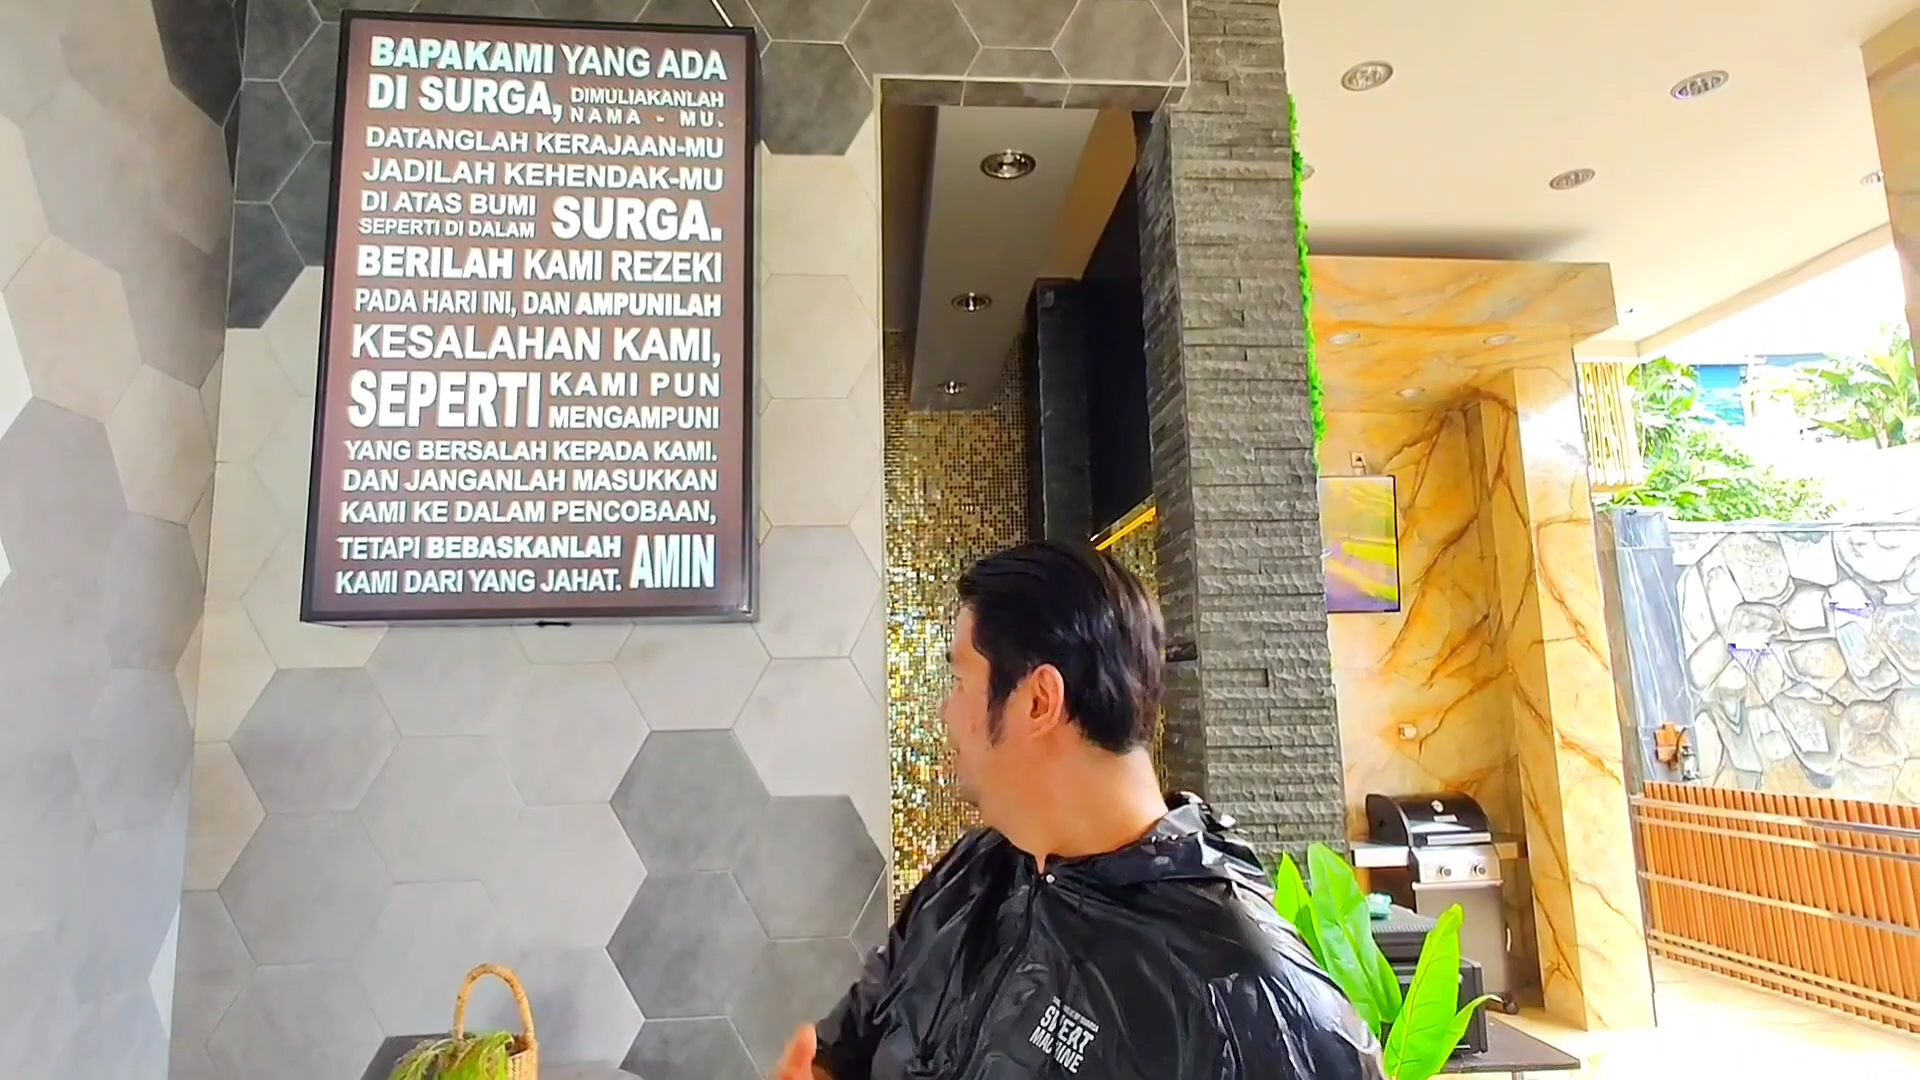 BAPAKAMI YANG ADA
DI SURGA, DIMULIAKANLAH
NAMA - MU.
DATANGLAH KERAJAAN-MU
JADILAH KEHENDAK-MU
DI ATAS BUMI
SEPERTI DI DALAM SURGA.
BERILAH KAMI REZEKI
PADA HARI INI, DAN AMPUNILAH
KESALAHAN KAMI,
SEPERTI KAMI PUN
MENGAMPUNI
YANG BERSALAH KEPADA KAMI.
DAN JANGANLAH MASUKKAN
KAMI KE DALAM PENCOBAAN,
TETAPI BEBASKANLAH
KAMI DARI YANG JAHAT. AMIN
SWEAT
MACHINE